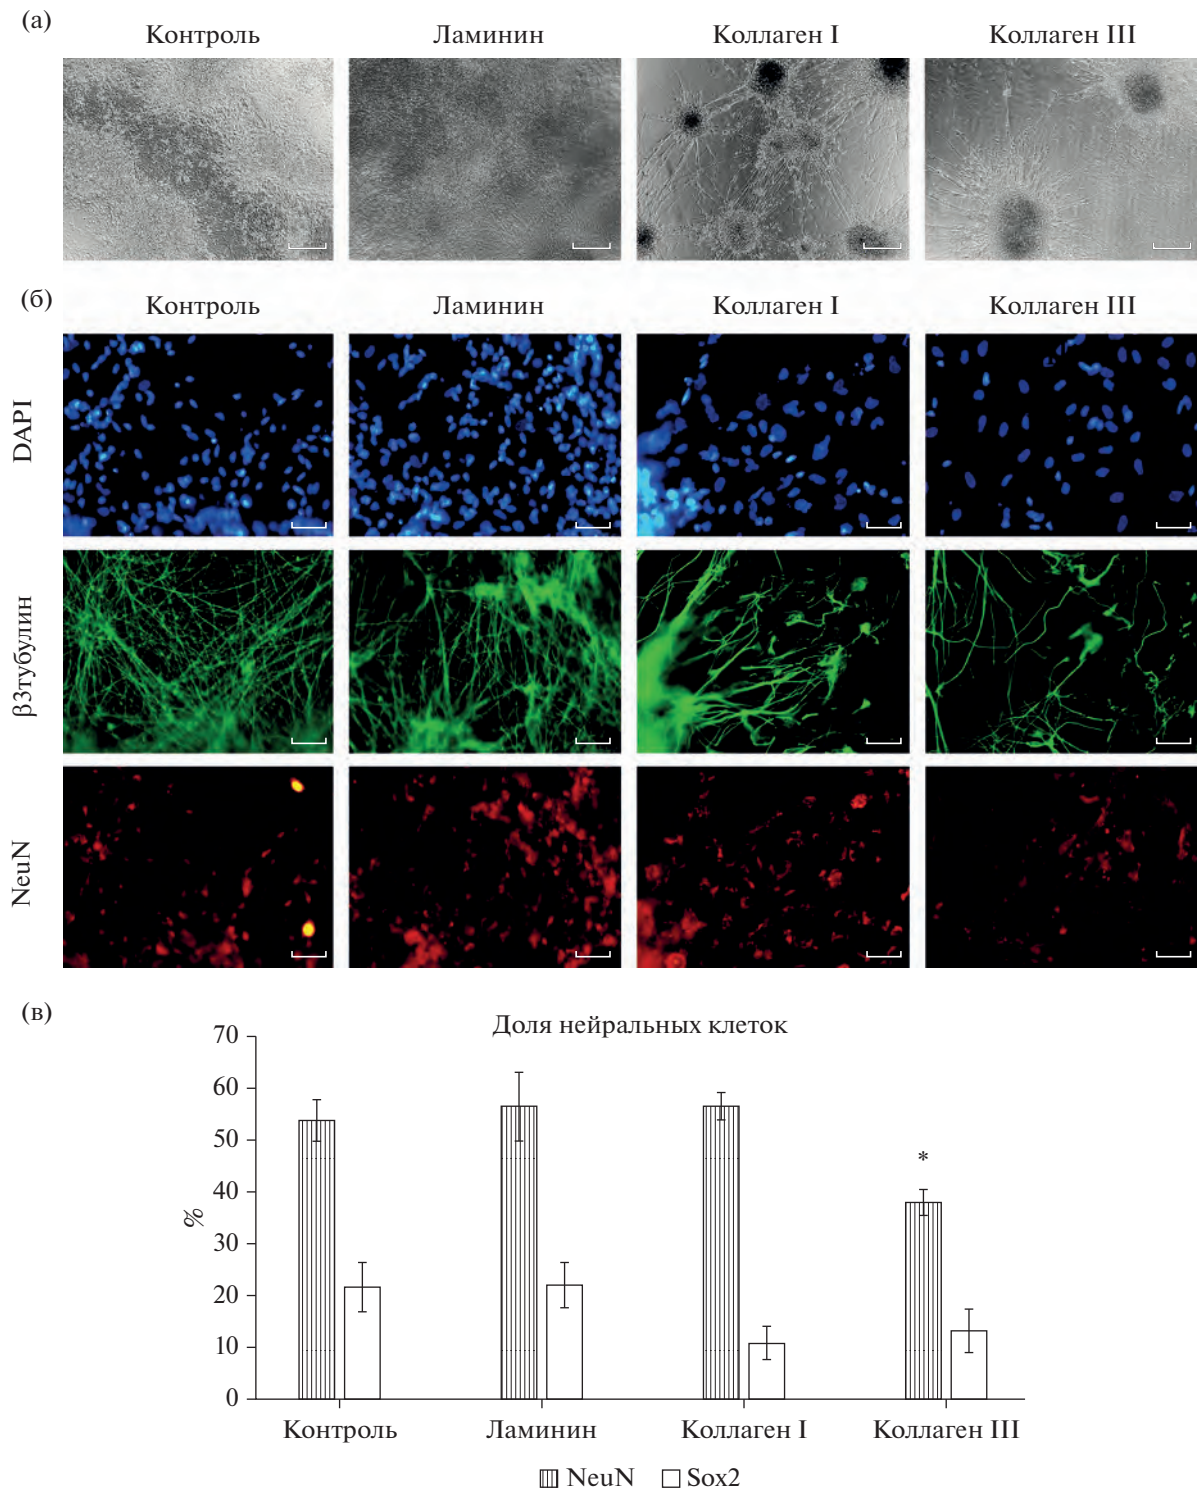 (а)
Контроль Ламинин Коллаген I Коллаген III
(б)
Контроль Ламинин Коллаген I Коллаген III
DAPI
β3тубулин
NeuN
(в)
Доля нейральных клеток
70
60
50
40
30
20
10
0
%
Контроль Ламинин Коллаген I Коллаген III
*
NeuN Sox2